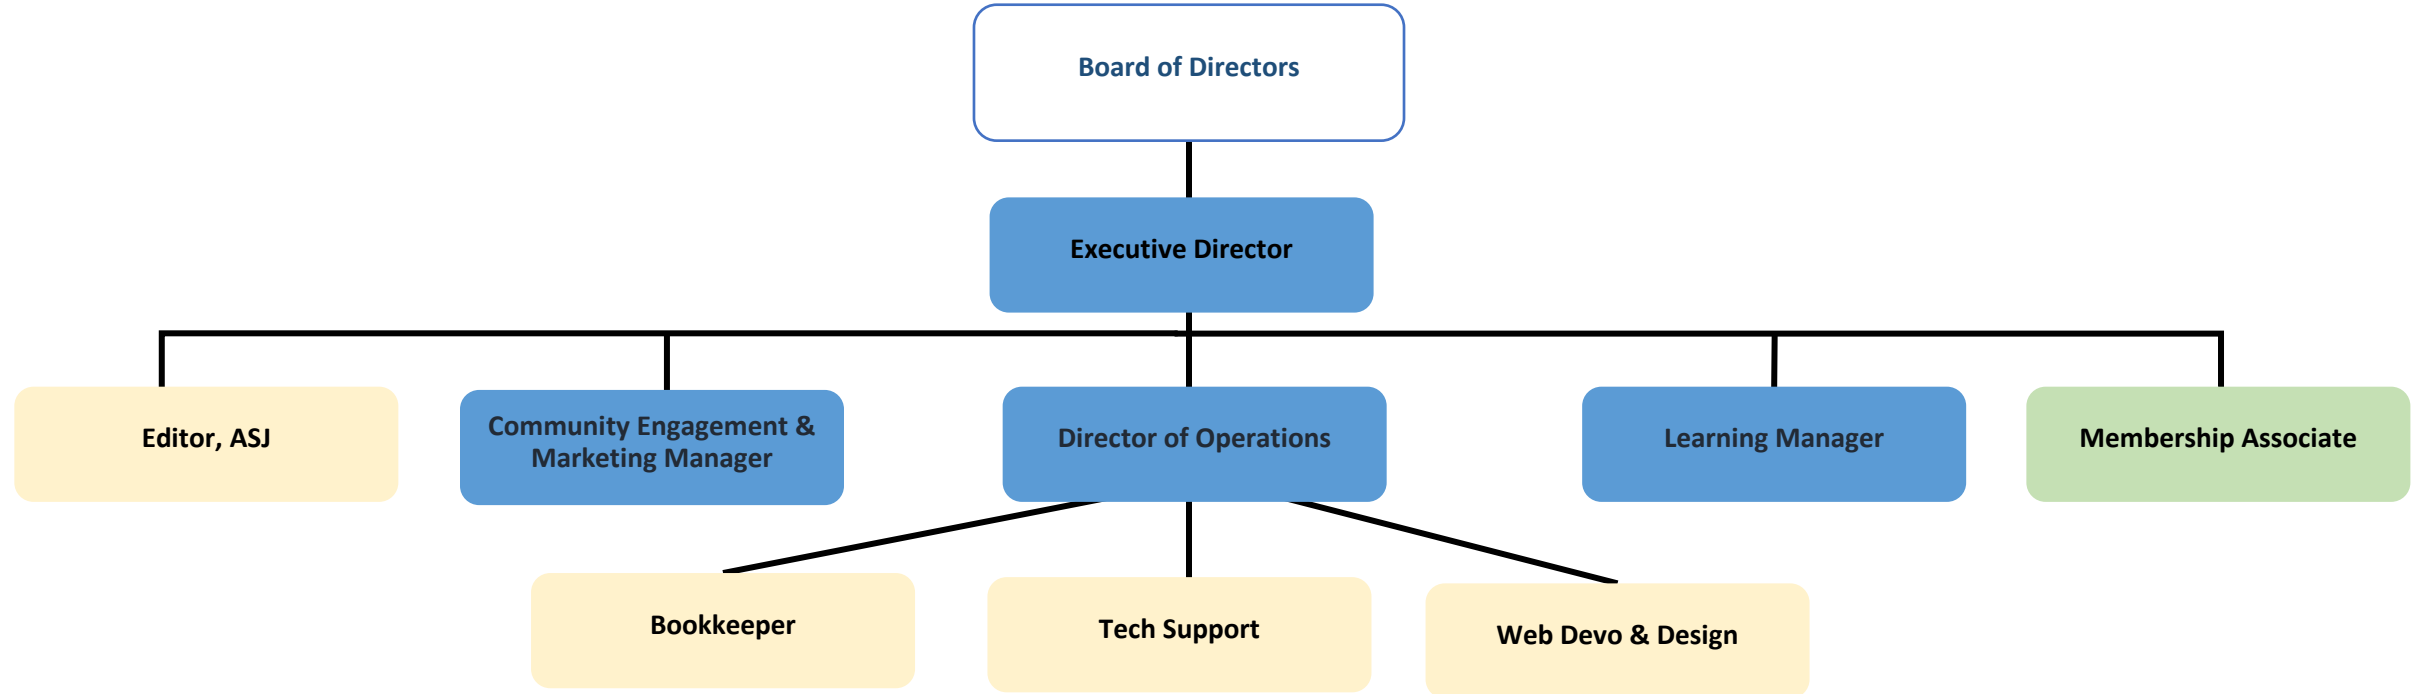 Board of Directors
Executive Director
Editor, ASJ
Community Engagement &
Marketing Manager
Director of Operations
Learning Manager
Membership Associate
Bookkeeper
Tech Support
Web Devo & Design